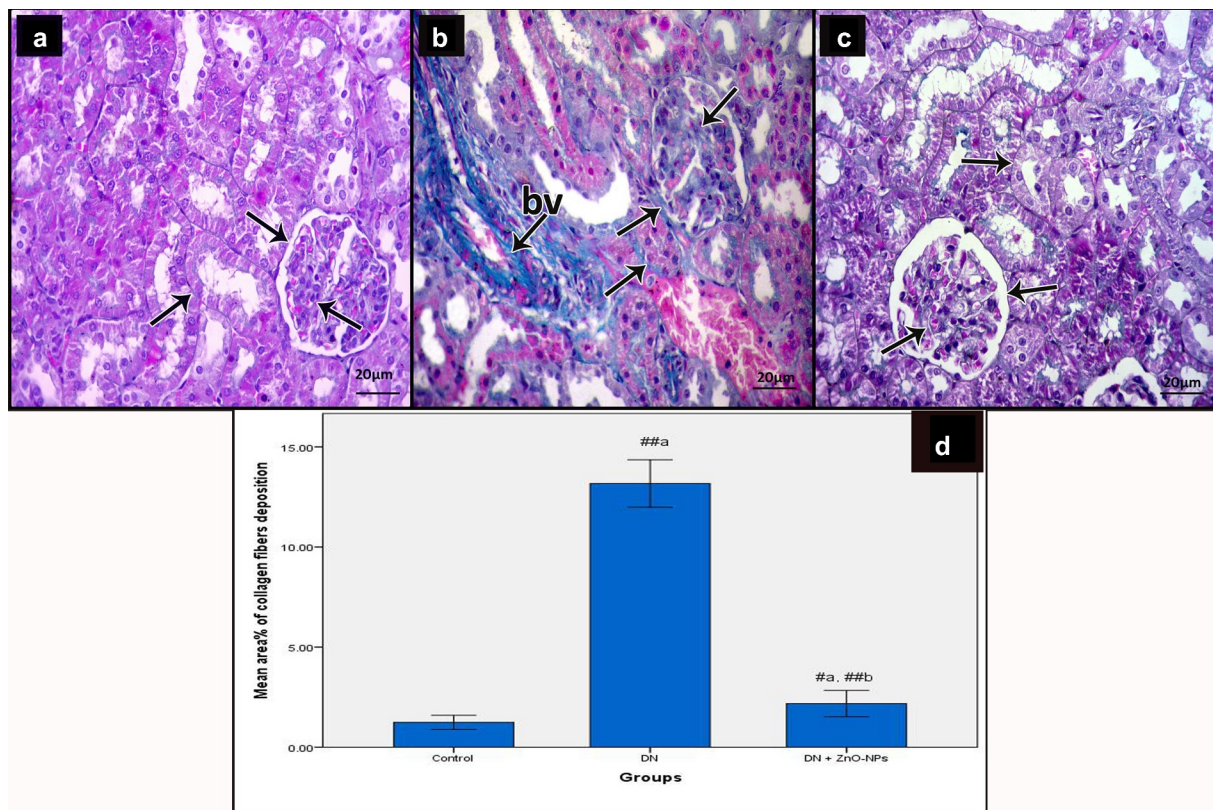 a
b
c
bv
20µm
20µm
20µm
d
Mean area% of collagen fibers deposition
15.00
10.00
5.00
0.00
##a
#a, ##b
Control
DN
DN + ZnO-NPs
Groups